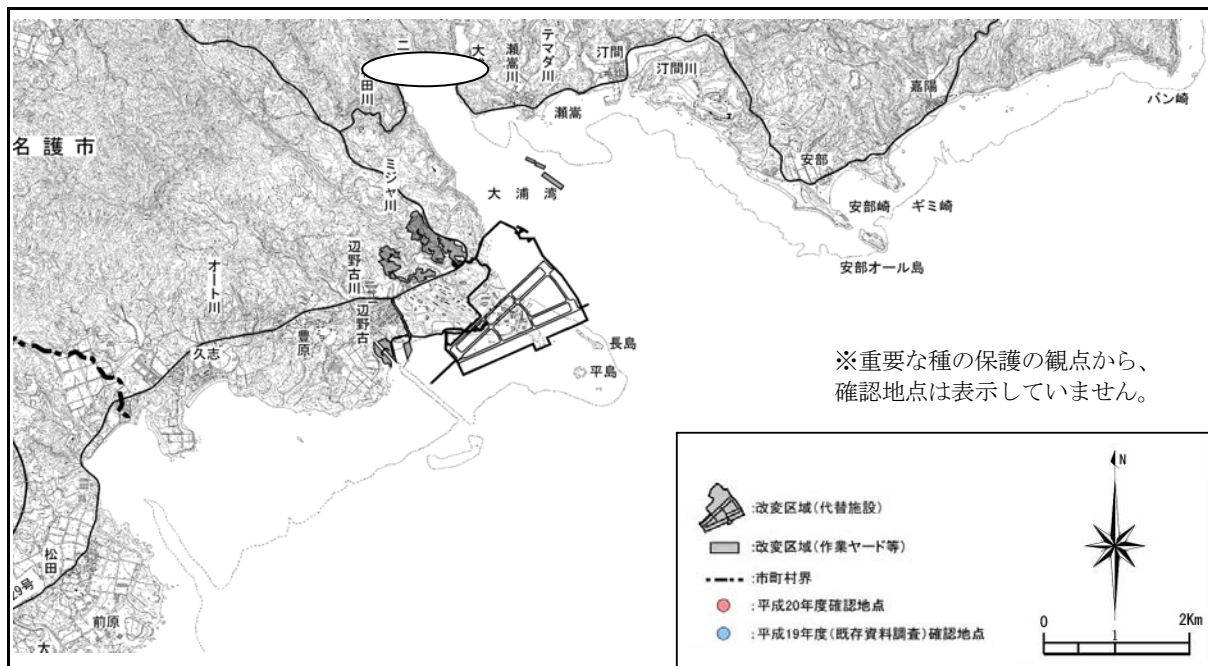 二
田川
大
瀬嵩川
テマダ川
汀間
汀間川
嘉陽
バン崎
瀬嵩
安部
名護市
ミジャ川
大浦湾
安部崎
ギミ崎
安部オール島
辺野古川
オート川
辺野古
豊原
久志
長島
平島
※重要な種の保護の観点から、
確認地点は表示していません。
N
:改変区域(代替施設)
:改変区域(作業ヤード等)
:市町村界
:平成20年度確認地点
:平成19年度(既存資料調査)確認地点
0
1
2Km
松田
29号
前原
大